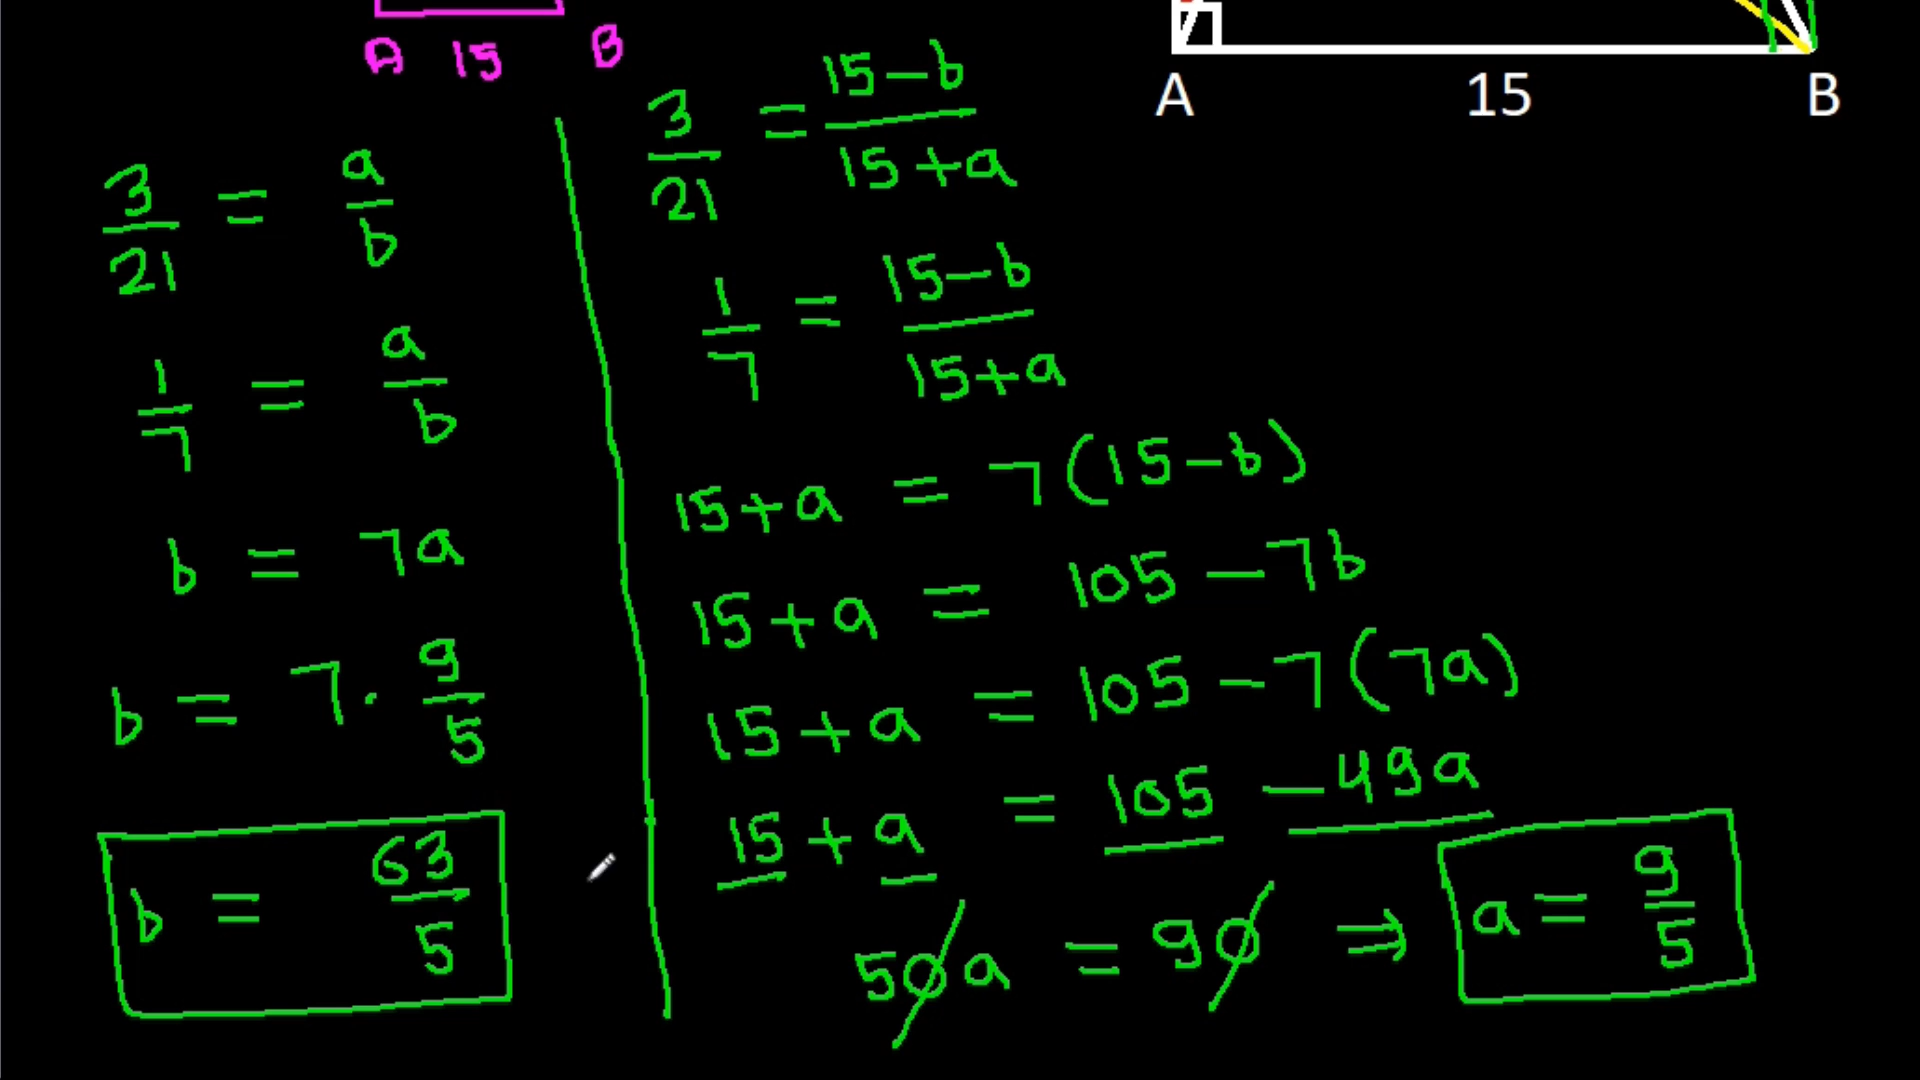 A 15 B
A 15 B
3/21 = a/b
1/7 = a/b
b = 7a
b = 7 · 9/5
b = 63/5
3/21 = 15-b/15+a
1/7 = 15-b/15+a
15+a = 7(15-b)
15+a = 105-7b
15+a = 105-7(7a)
15+a = 105-49a
50a = 90 ⇒ a = 9/5